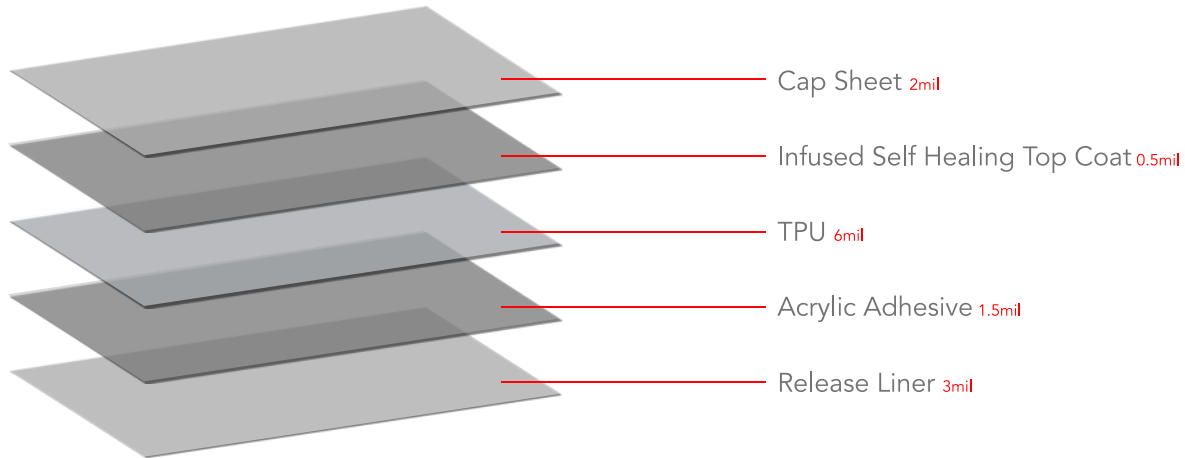 Cap Sheet 2mil
Infused Self Healing Top Coat 0.5mil
TPU 6mil
Acrylic Adhesive 1.5mil
Release Liner 3mil